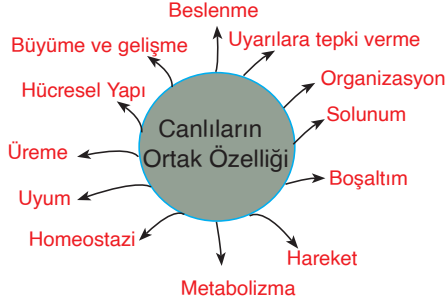 Beslenme
Uyarılara tepki verme
Büyüme ve gelişme
Organizasyon
Hücresel Yapı
Solunum
Canlıların
Ortak Özelliği
Üreme
Boşaltım
Uyum
Homeostazi
Hareket
Metabolizma